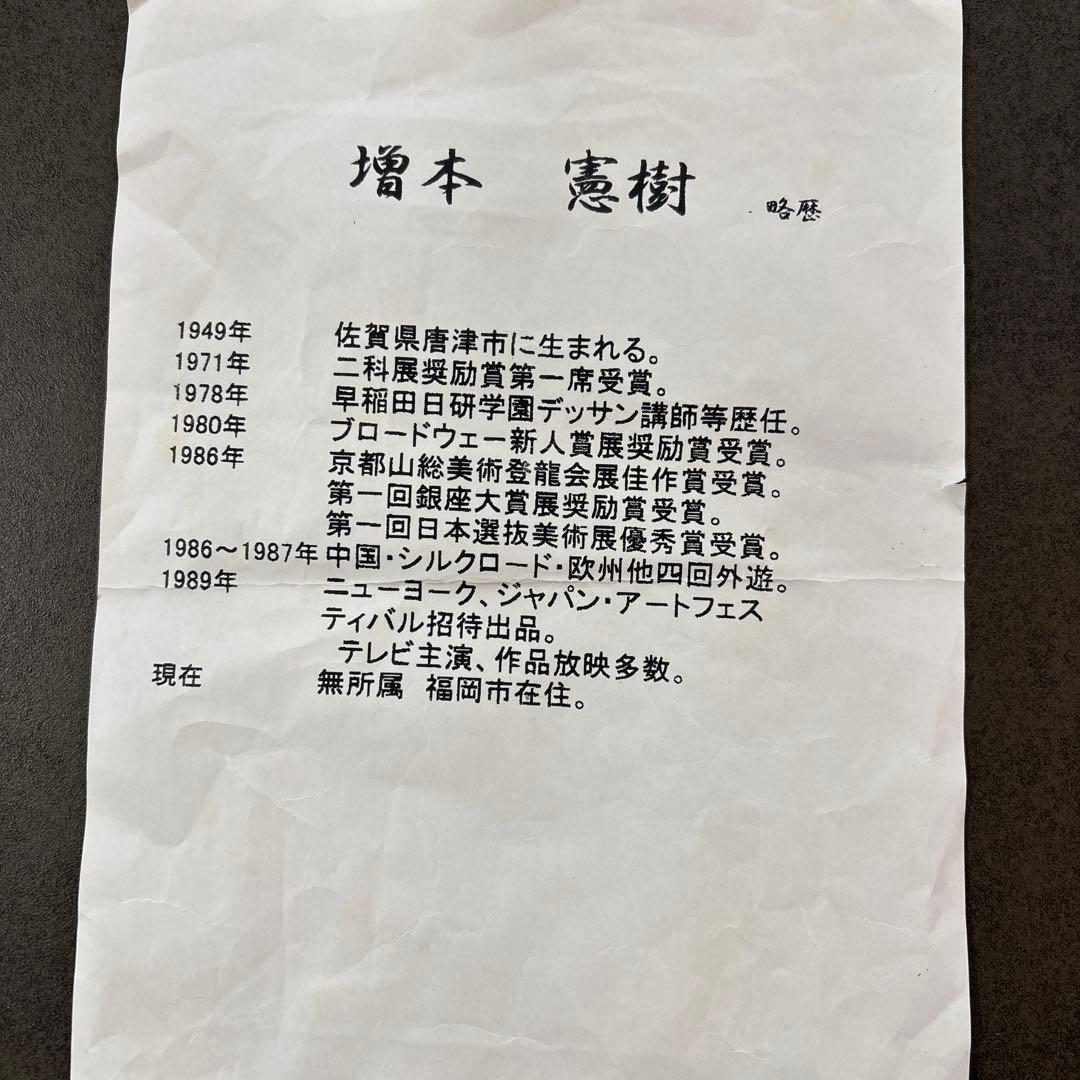 増本 憲樹 略歴
1949年 佐賀県唐津市に生まれる。
1971年 二科展奨励賞第一席受賞。
1978年 早稲田日研学園デッサン講師等歴任。
1980年 ブロードウェー新人賞展奨励賞受賞。
1986年 京都山総美術登龍会展佳作賞受賞。
第一回銀座大賞展奨励賞受賞。
第一回日本選抜美術展優秀賞受賞。
1986～1987年 中国・シルクロード・欧州他四回外遊。
1989年 ニューヨーク、ジャパン・アートフェス
ティバル招待出品。
テレビ主演、作品放映多数。
現在 無所属 福岡市在住。